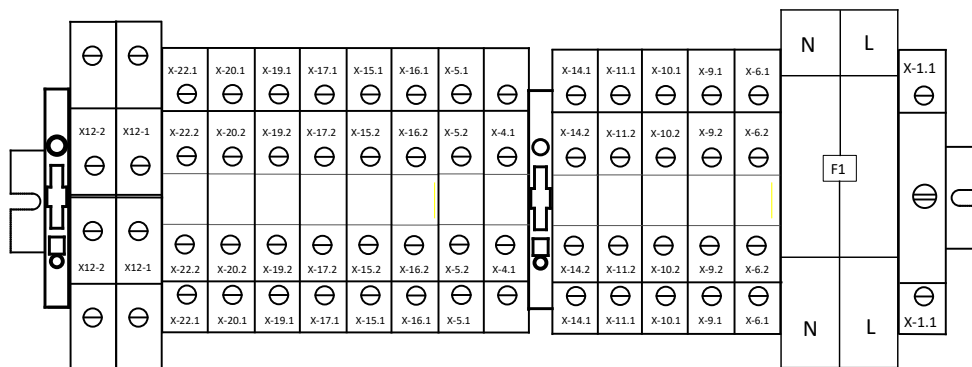 N L
X-22.1 X-20.1 X-19.1 X-17.1 X-15.1 X-16.1 X-5.1 X-14.1 X-11.1 X-10.1 X-9.1 X-6.1 X-1.1
X12-2 X12-1 X-22.2 X-20.2 X-19.2 X-17.2 X-15.2 X-16.2 X-5.2 X-4.1 X-14.2 X-11.2 X-10.2 X-9.2 X-6.2
F1
X12-2 X12-1 X-22.2 X-20.2 X-19.2 X-17.2 X-15.2 X-16.2 X-5.2 X-4.1 X-14.2 X-11.2 X-10.2 X-9.2 X-6.2
X-22.1 X-20.1 X-19.1 X-17.1 X-15.1 X-16.1 X-5.1 X-14.1 X-11.1 X-10.1 X-9.1 X-6.1 N L X-1.1